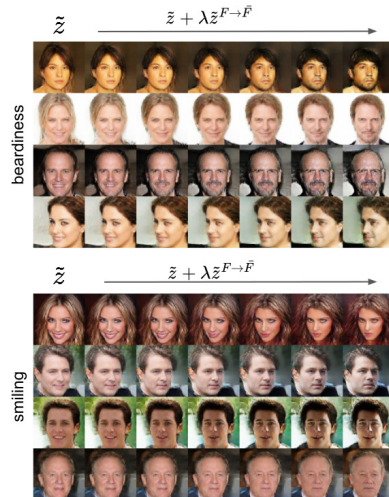 z̃ z̃ + λz̃^{F→F̄}
beardiness
z̃ z̃ + λz̃^{F→F̄}
smiling